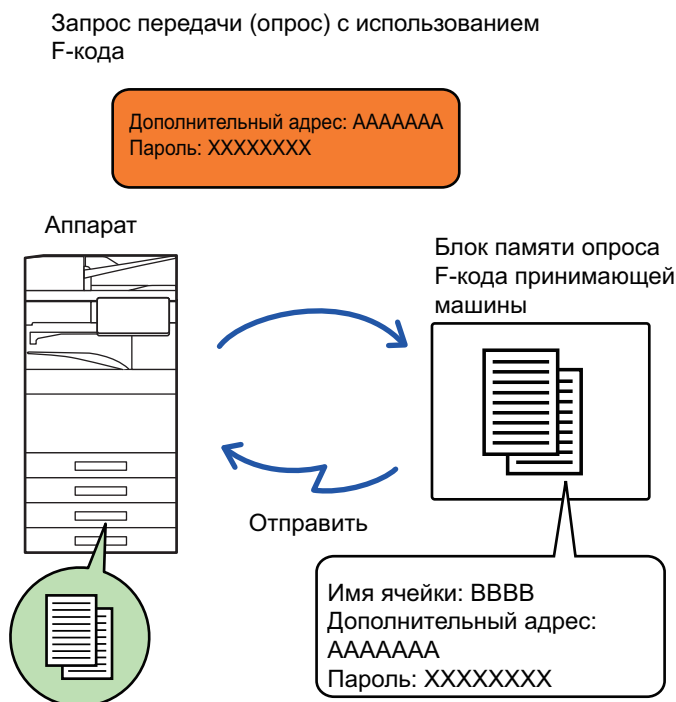 Запрос передачи (опрос) с использованием
F-кода
Дополнительный адрес: AAAAAAA
Пароль: XXXXXXXX
Аппарат
Блок памяти опроса
F-кода принимающей
машины
Отправить
Имя ячейки: BBBB
Дополнительный адрес:
AAAAAAA
Пароль: XXXXXXXX